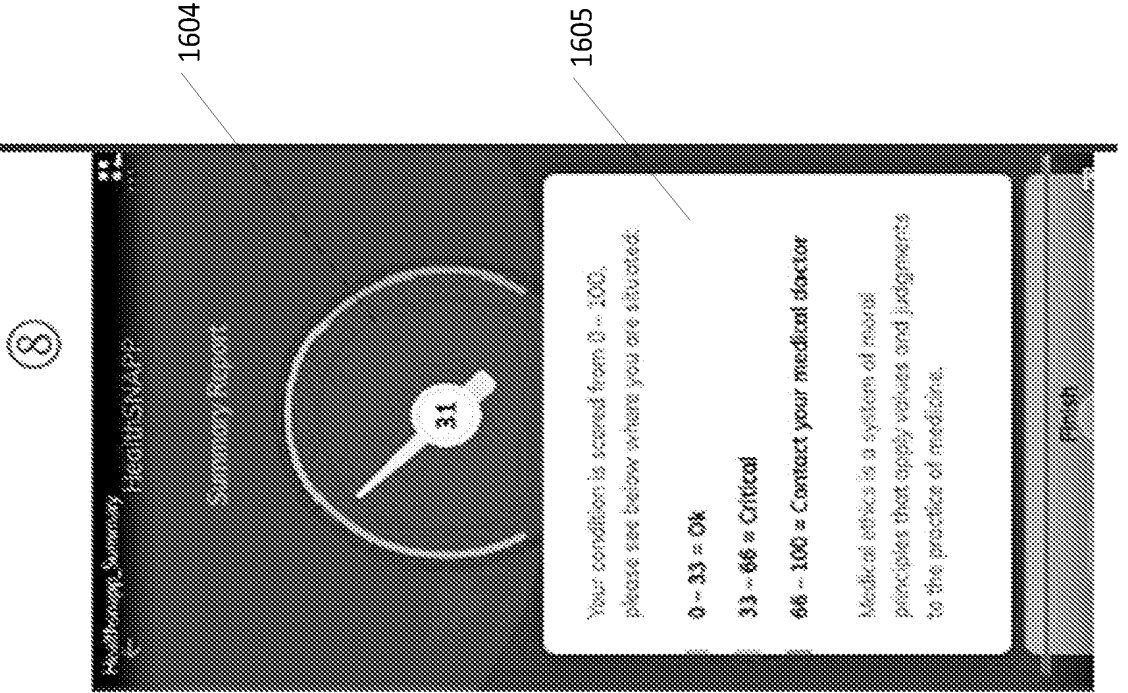 8
1604
HealthSNAPP
Summary Report
31
1605
Your condition is scored from 0 - 100,
please see below where you are situated:
0 - 33 = Ok
33 - 66 = Critical
66 - 100 = Contact your medical doctor
Medical ethics is a system of moral
principles that apply values and judgments
to the practice of medicine.
Finish